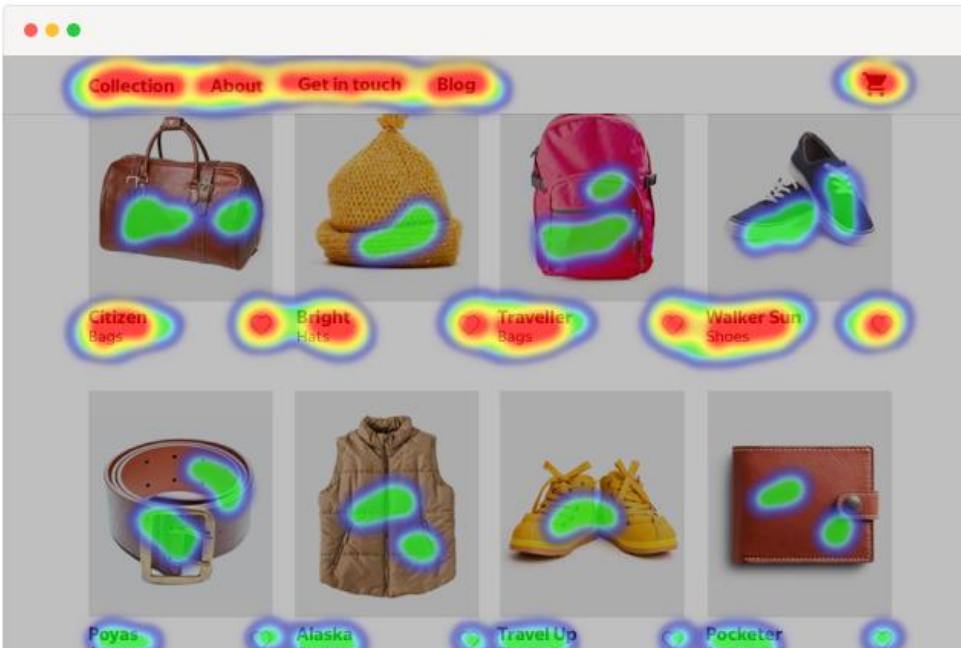 Collection About Get in touch Blog
Citizen Bright Traveller Walker Sun
Bags Hats Bags Shoes
Poyas Alaska Travel Up Pocketer